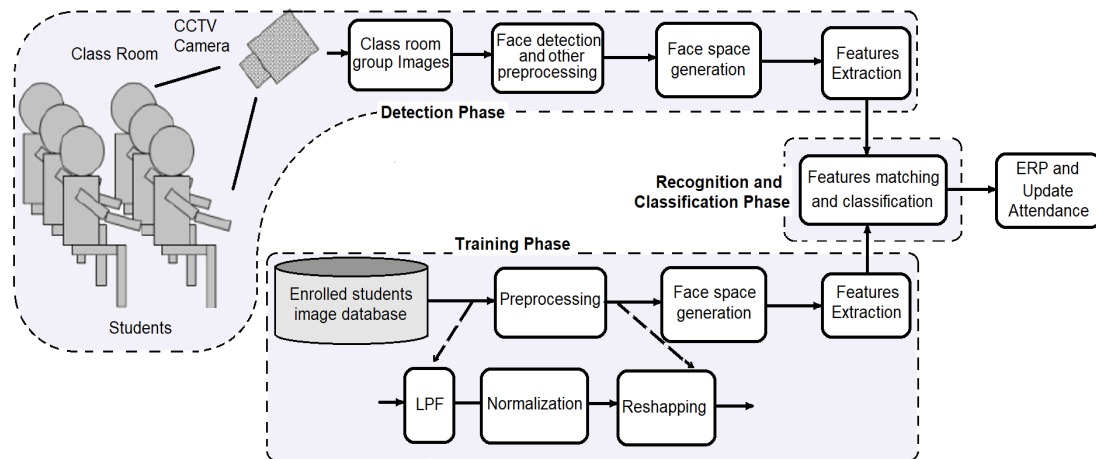 CCTV
Camera
Class Room
Class room
group Images
Face detection
and other
preprocessing
Face space
generation
Features
Extraction
Detection Phase
Recognition and
Classification Phase
Features matching
and classification
ERP and
Update
Attendance
Students
Training Phase
Enrolled students
image database
Preprocessing
Face space
generation
Features
Extraction
LPF
Normalization
Reshapping